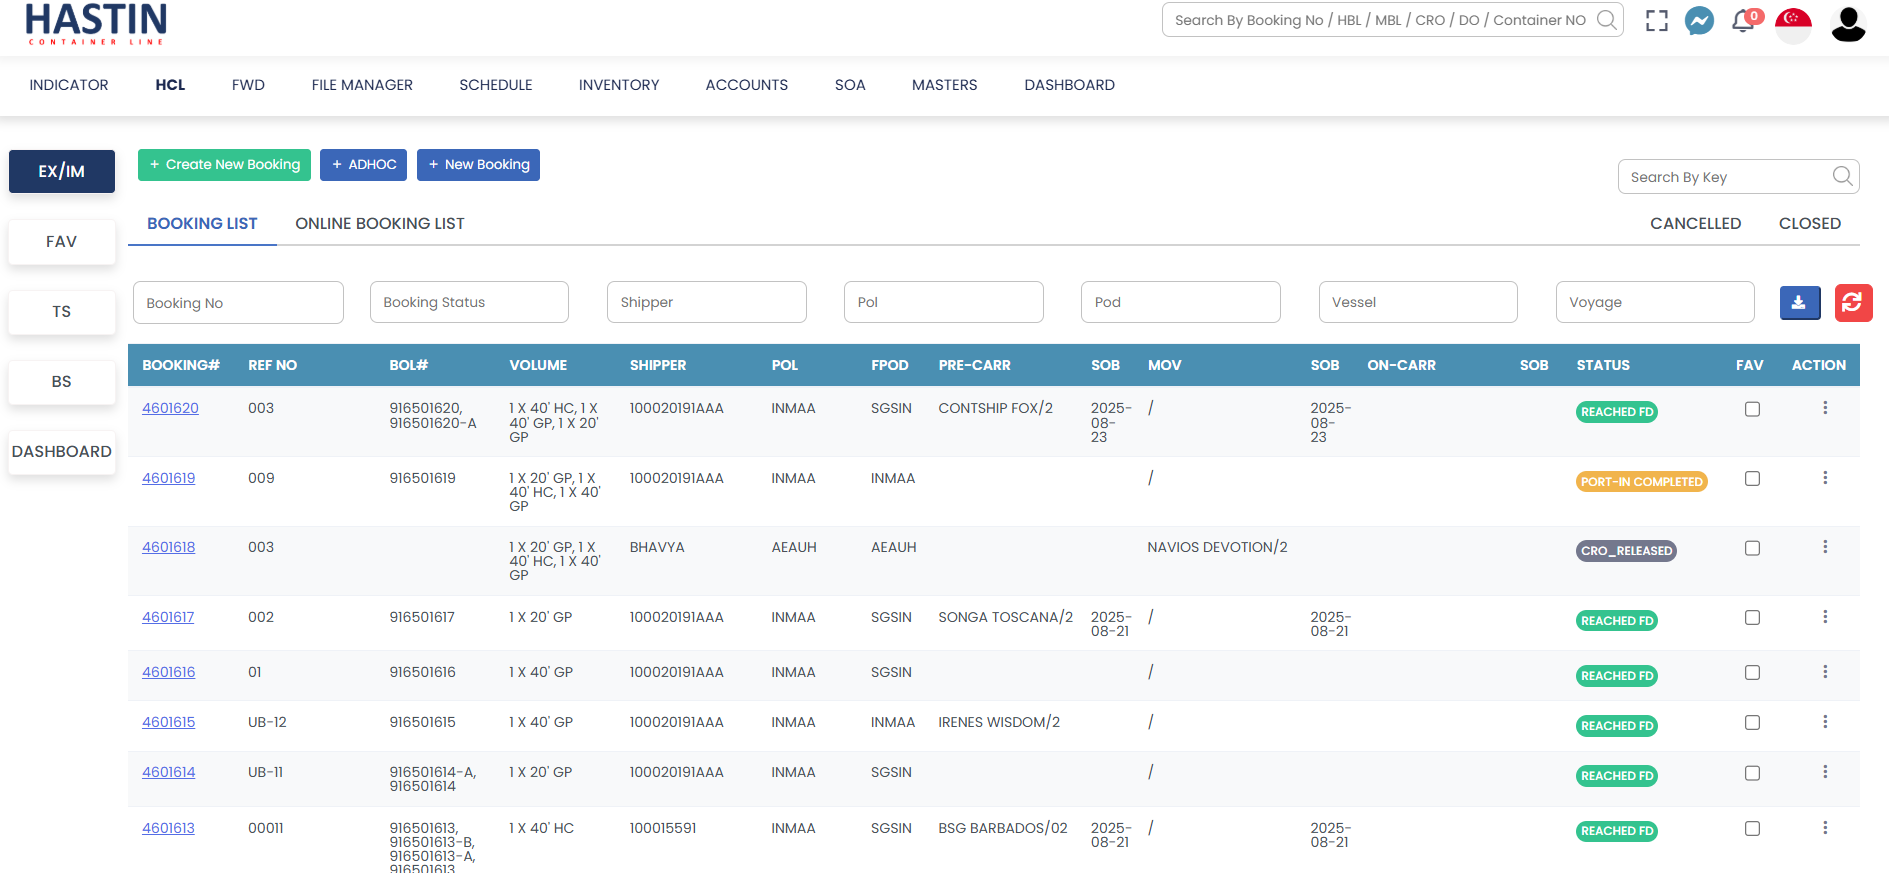 HASTIN
CONTAINER LINE
Search By Booking No / HBL / MBL / CRO / DO / Container NO
0
INDICATOR HCL FWD FILE MANAGER SCHEDULE INVENTORY ACCOUNTS SOA MASTERS DASHBOARD
EX/IM
FAV
TS
BS
DASHBOARD
+ Create New Booking + ADHOC + New Booking
Search By Key
BOOKING LIST ONLINE BOOKING LIST CANCELLED CLOSED
Booking No Booking Status Shipper Pol Pod Vessel Voyage
BOOKING# REF NO BOL# VOLUME SHIPPER POL FPOD PRE-CARR SOB MOV SOB ON-CARR SOB STATUS FAV ACTION
4601620 003 916501620, 1 X 40' HC, 1 X 100020191AAA INMAA SGSIN CONTSHIP FOX/2 2025- / 2025- REACHED FD
916501620-A 40' GP, 1 X 20' 08- 08-
GP 23 23
4601619 009 916501619 1 X 20' GP, 1 X 100020191AAA INMAA INMAA / PORT-IN COMPLETED
40' HC, 1 X 40'
GP
4601618 003 1 X 20' GP, 1 X BHAVYA AEAUH AEAUH NAVIOS DEVOTION/2 CRO_RELEASED
40' HC, 1 X 40'
GP
4601617 002 916501617 1 X 20' GP 100020191AAA INMAA SGSIN SONGA TOSCANA/2 2025- / 2025- REACHED FD
08-21 08-21
4601616 01 916501616 1 X 40' GP 100020191AAA INMAA SGSIN / REACHED FD
4601615 UB-12 916501615 1 X 40' GP 100020191AAA INMAA INMAA IRENES WISDOM/2 / REACHED FD
4601614 UB-11 916501614-A, 1 X 20' GP 100020191AAA INMAA SGSIN / REACHED FD
916501614
4601613 00011 916501613, 1 X 40' HC 100015591 INMAA SGSIN BSG BARBADOS/02 2025- / 2025- REACHED FD
916501613-B, 08-21 08-21
916501613-A,
916501613